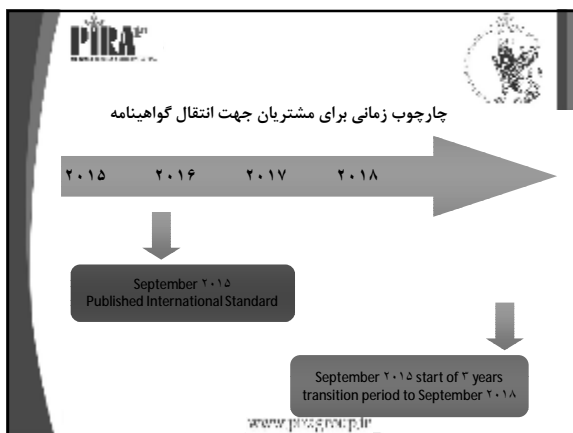 PIRA
چارچوب زمانی برای مشتریان جهت انتقال گواهینامه
۲۰۱۵ ۲۰۱۶ ۲۰۱۷ ۲۰۱۸
September ۲۰۱۵
Published International Standard
September ۲۰۱۵ start of ۳ years
transition period to September ۲۰۱۸
www.piragroup.ir